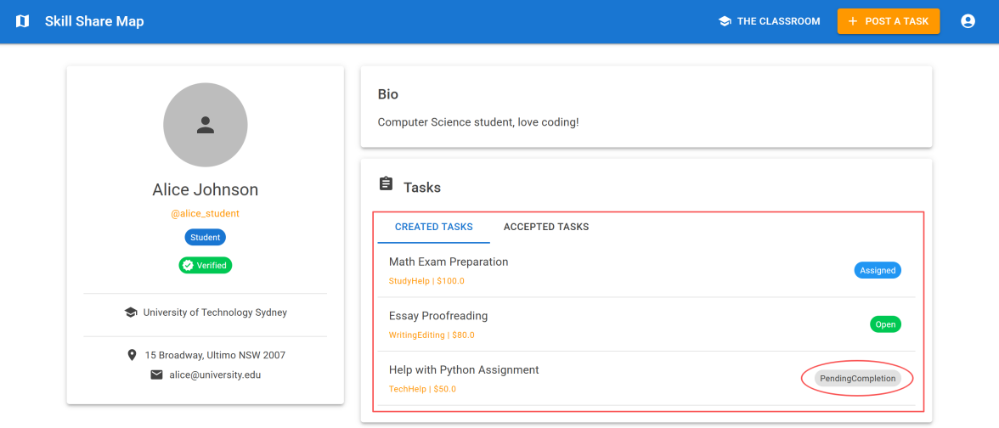 Skill Share Map
THE CLASSROOM
+ POST A TASK
Alice Johnson
@alice_student
Student
Verified
University of Technology Sydney
15 Broadway, Ultimo NSW 2007
alice@university.edu
Bio
Computer Science student, love coding!
Tasks
CREATED TASKS ACCEPTED TASKS
Math Exam Preparation
StudyHelp | $100.0
Assigned
Essay Proofreading
WritingEditing | $80.0
Open
Help with Python Assignment
TechHelp | $50.0
PendingCompletion